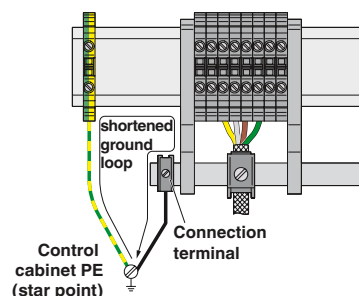 shortened
ground
loop
Connection
terminal
Control
cabinet PE
(star point)